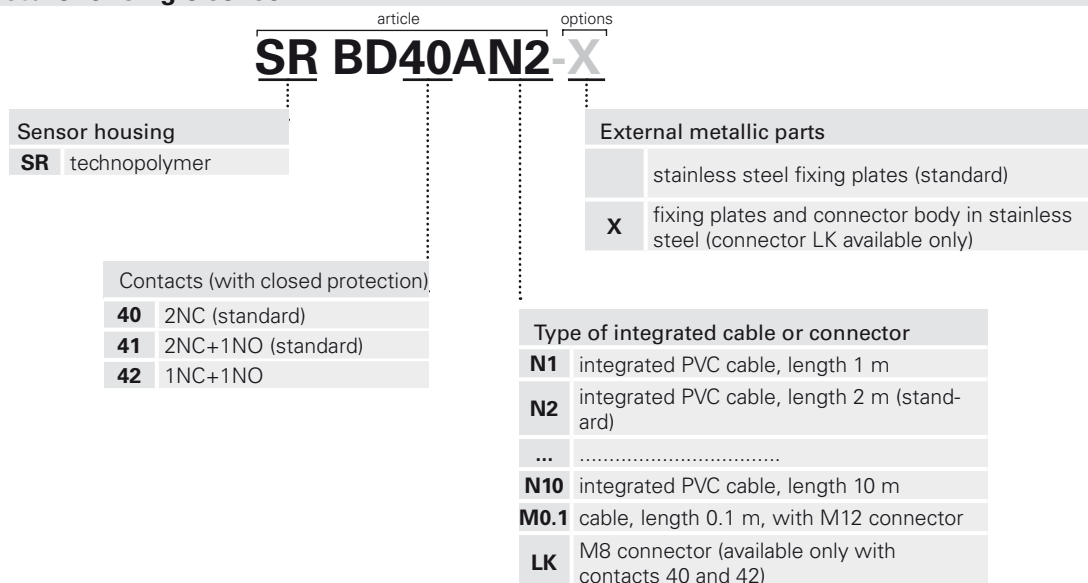 article options
SR BD40AN2-X
Sensor housing
SR technopolymer
External metallic parts
stainless steel fixing plates (standard)
X fixing plates and connector body in stainless
steel (connector LK available only)
Contacts (with closed protection)
40 2NC (standard)
41 2NC+1NO (standard)
42 1NC+1NO
Type of integrated cable or connector
N1 integrated PVC cable, length 1 m
N2 integrated PVC cable, length 2 m (stand-
ard)
... ..................................
N10 integrated PVC cable, length 10 m
M0.1 cable, length 0.1 m, with M12 connector
LK M8 connector (available only with
contacts 40 and 42)